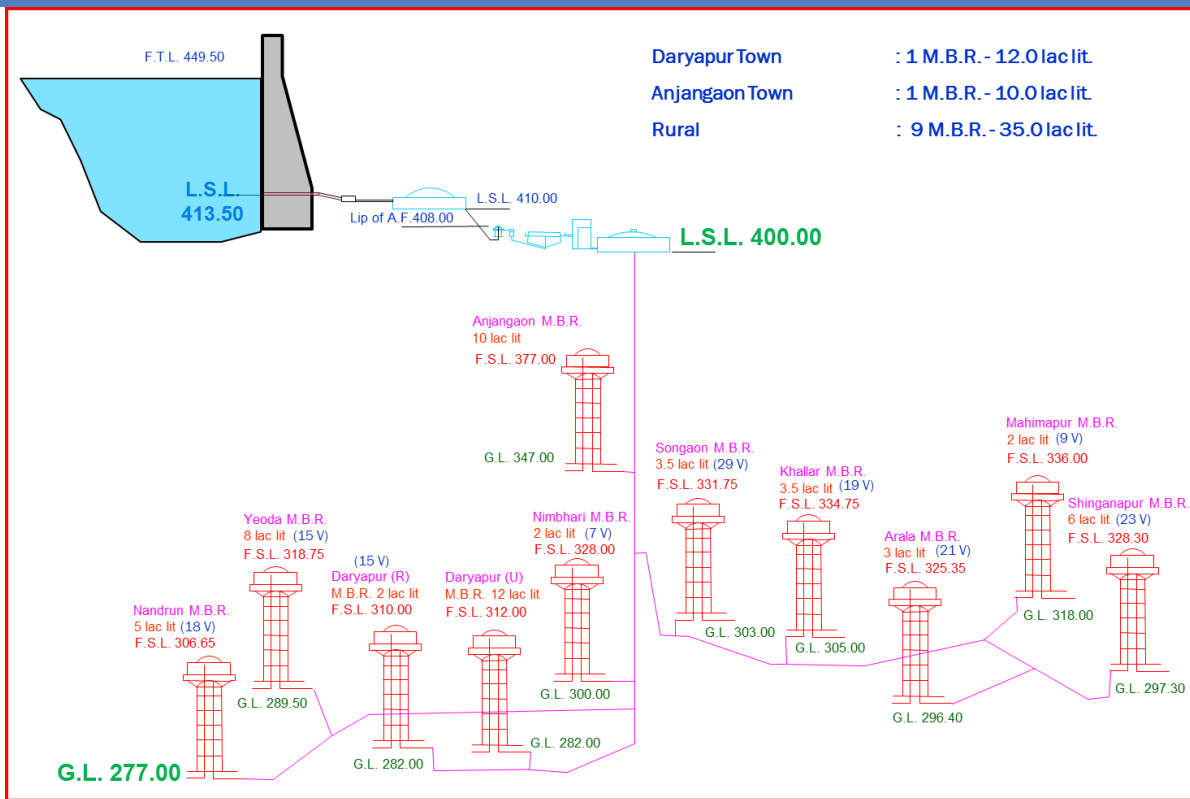 F.T.L. 449.50
Daryapur Town : 1 M.B.R. - 12.0 lac lit.
Anjangaon Town : 1 M.B.R. - 10.0 lac lit.
Rural : 9 M.B.R. - 35.0 lac lit.
L.S.L.
413.50
L.S.L. 410.00
Lip of A.F.408.00
L.S.L. 400.00
Anjangaon M.B.R.
10 lac lit
F.S.L. 377.00
G.L. 347.00
Songaon M.B.R.
3.5 lac lit (29 V)
F.S.L. 331.75
G.L. 303.00
Khallar M.B.R.
3.5 lac lit (19 V)
F.S.L. 334.75
G.L. 305.00
Mahimapur M.B.R.
2 lac lit (9 V)
F.S.L. 336.00
G.L. 318.00
Shinganapur M.B.R.
6 lac lit (23 V)
F.S.L. 328.30
G.L. 297.30
Arala M.B.R.
3 lac lit (21 V)
F.S.L. 325.35
G.L. 296.40
Nimbhari M.B.R.
2 lac lit (7 V)
F.S.L. 328.00
G.L. 300.00
Yeoda M.B.R.
8 lac lit (15 V)
F.S.L. 318.75
G.L. 289.50
(15 V)
Daryapur (R)
M.B.R. 2 lac lit
F.S.L. 310.00
G.L. 282.00
Daryapur (U)
M.B.R. 12 lac lit
F.S.L. 312.00
G.L. 282.00
Nandrun M.B.R.
5 lac lit (18 V)
F.S.L. 306.65
G.L. 277.00